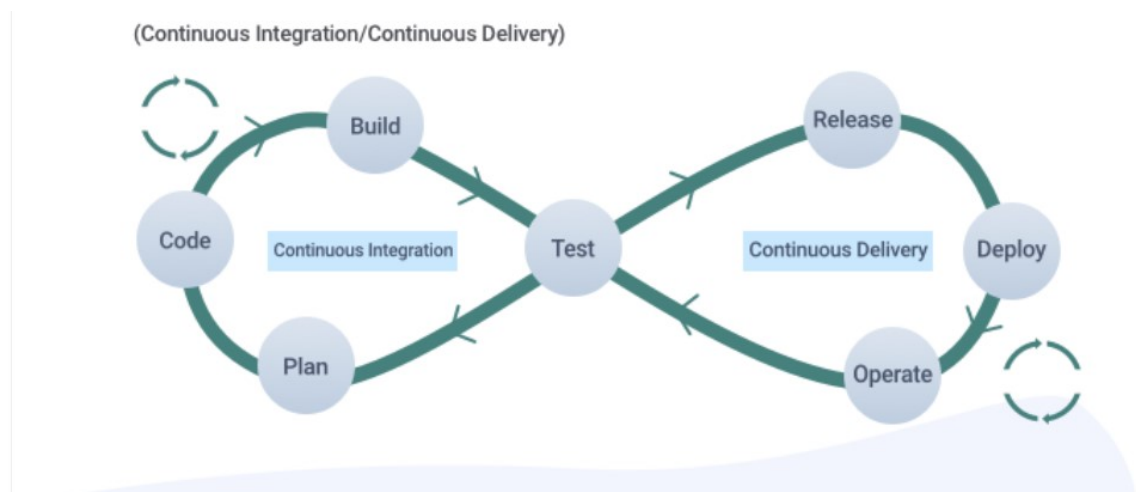 (Continuous Integration/Continuous Delivery)
Build
Release
Code
Continuous Integration
Test
Continuous Delivery
Deploy
Plan
Operate